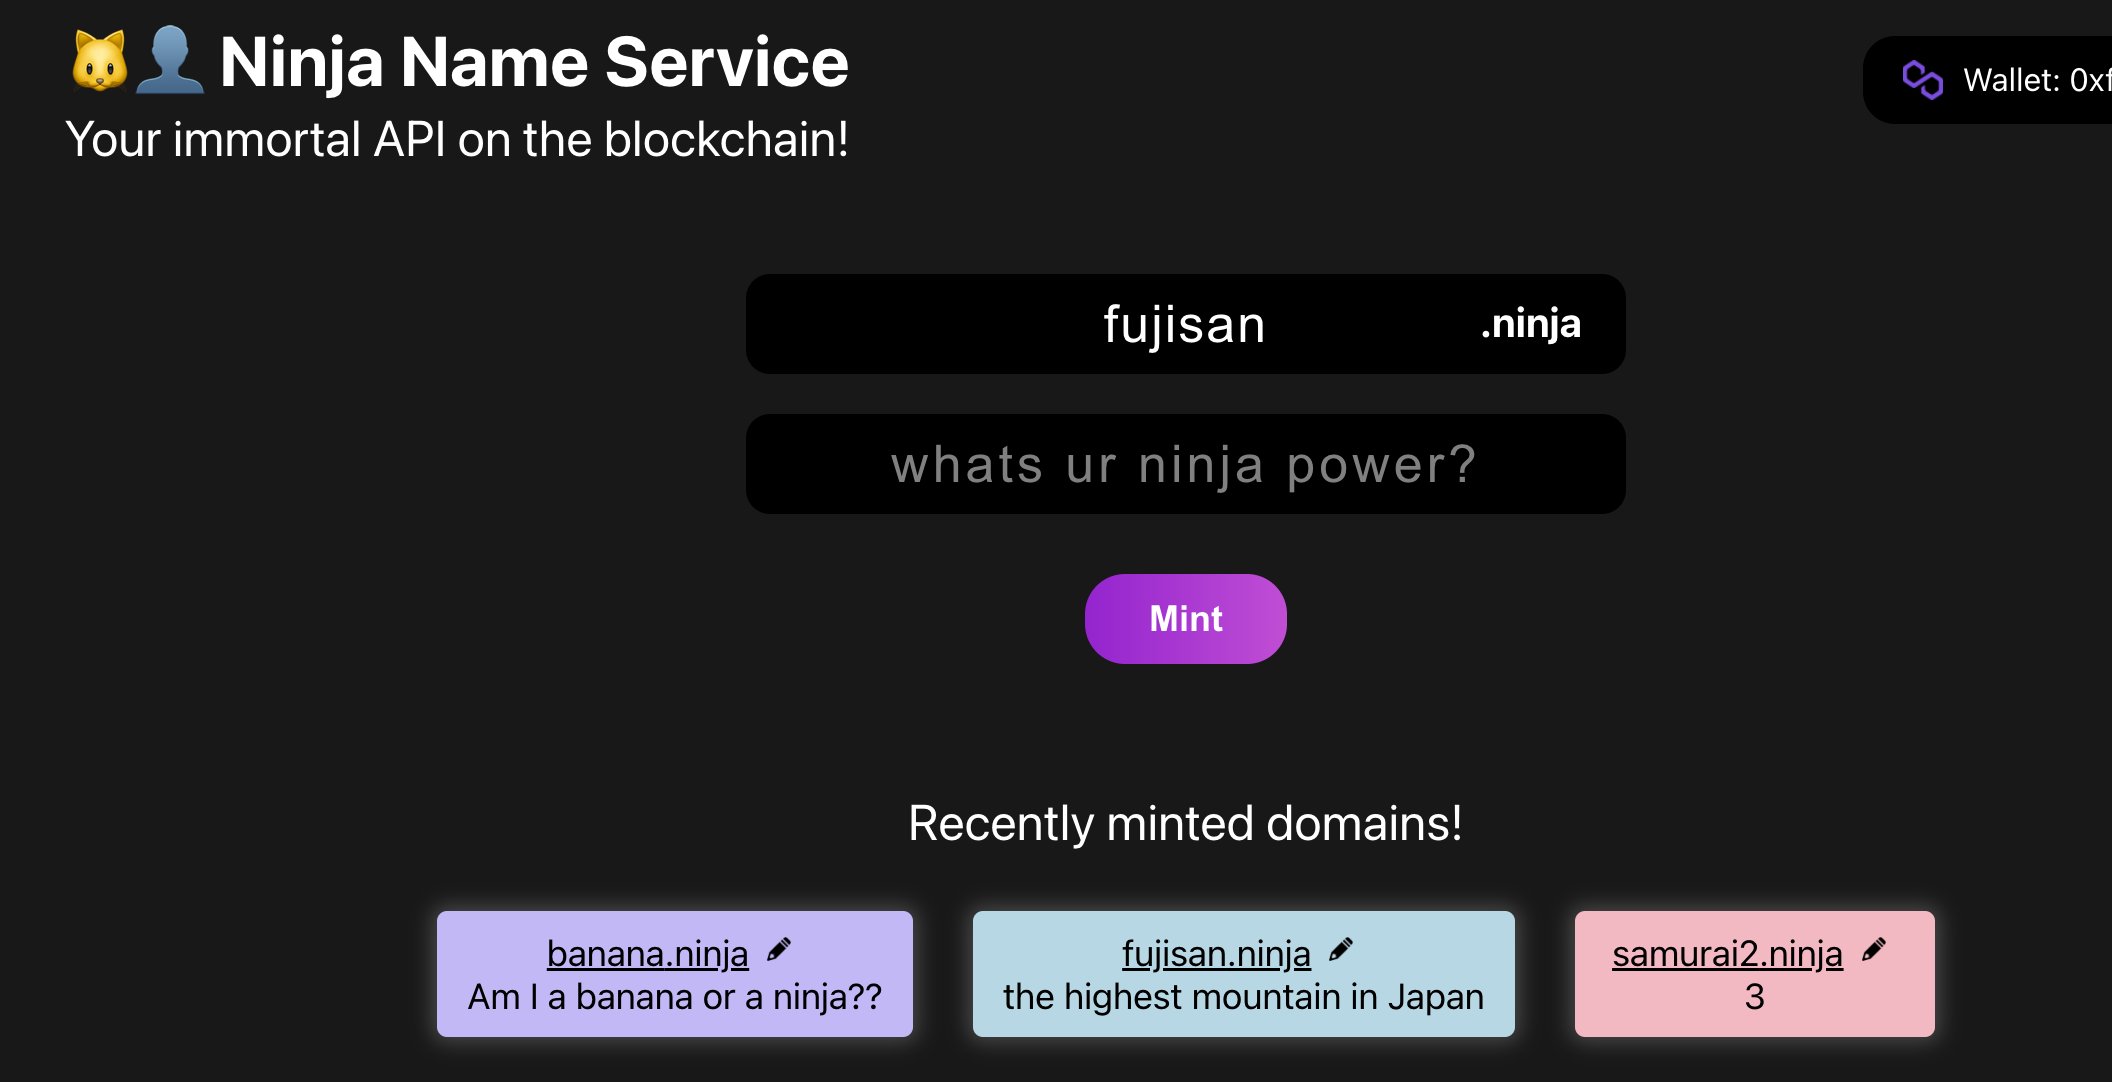 Ninja Name Service
Your immortal API on the blockchain!
Wallet: 0xf
fujisan .ninja
whats ur ninja power?
Mint
Recently minted domains!
banana.ninja
Am I a banana or a ninja??
fujisan.ninja
the highest mountain in Japan
samurai2.ninja
3